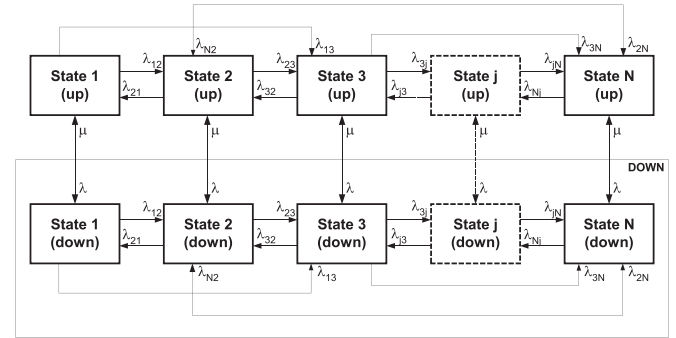 λN2 λ13 λ3N λ2N
State 1
(up)
λ12
λ21
State 2
(up)
λ23
λ32
State 3
(up)
λ3j
λj3
State j
(up)
λjN
λNj
State N
(up)
μ μ μ μ μ
DOWN
λ λ λ λ λ
State 1
(down)
λ12
λ21
State 2
(down)
λ23
λ32
State 3
(down)
λ3j
λj3
State j
(down)
λjN
λNj
State N
(down)
λN2 λ13 λ3N λ2N